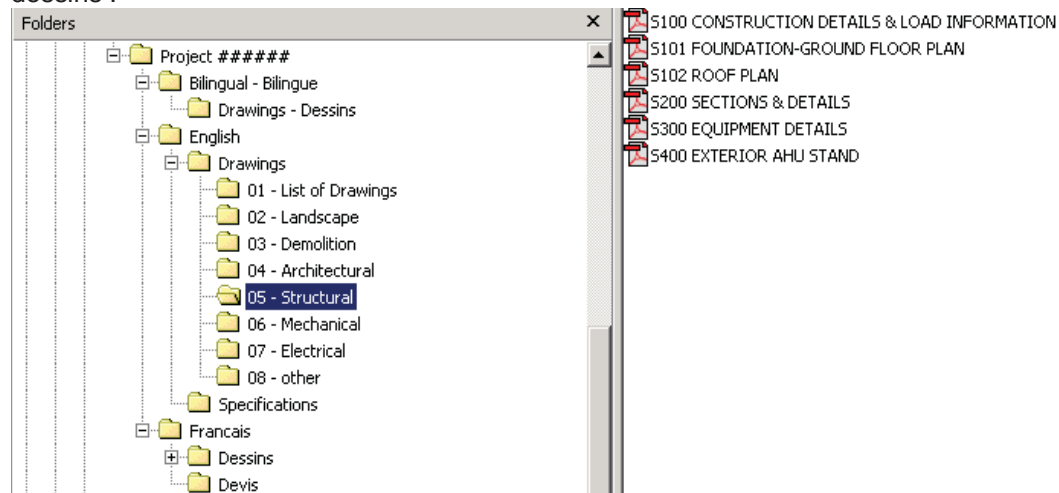 dessins :
Folders
Project ######
Bilingual - Bilingue
Drawings - Dessins
English
Drawings
01 - List of Drawings
02 - Landscape
03 - Demolition
04 - Architectural
05 - Structural
06 - Mechanical
07 - Electrical
08 - other
Specifications
Francais
Dessins
Devis
S100 CONSTRUCTION DETAILS & LOAD INFORMATION
S101 FOUNDATION-GROUND FLOOR PLAN
S102 ROOF PLAN
S200 SECTIONS & DETAILS
S300 EQUIPMENT DETAILS
S400 EXTERIOR AHU STAND